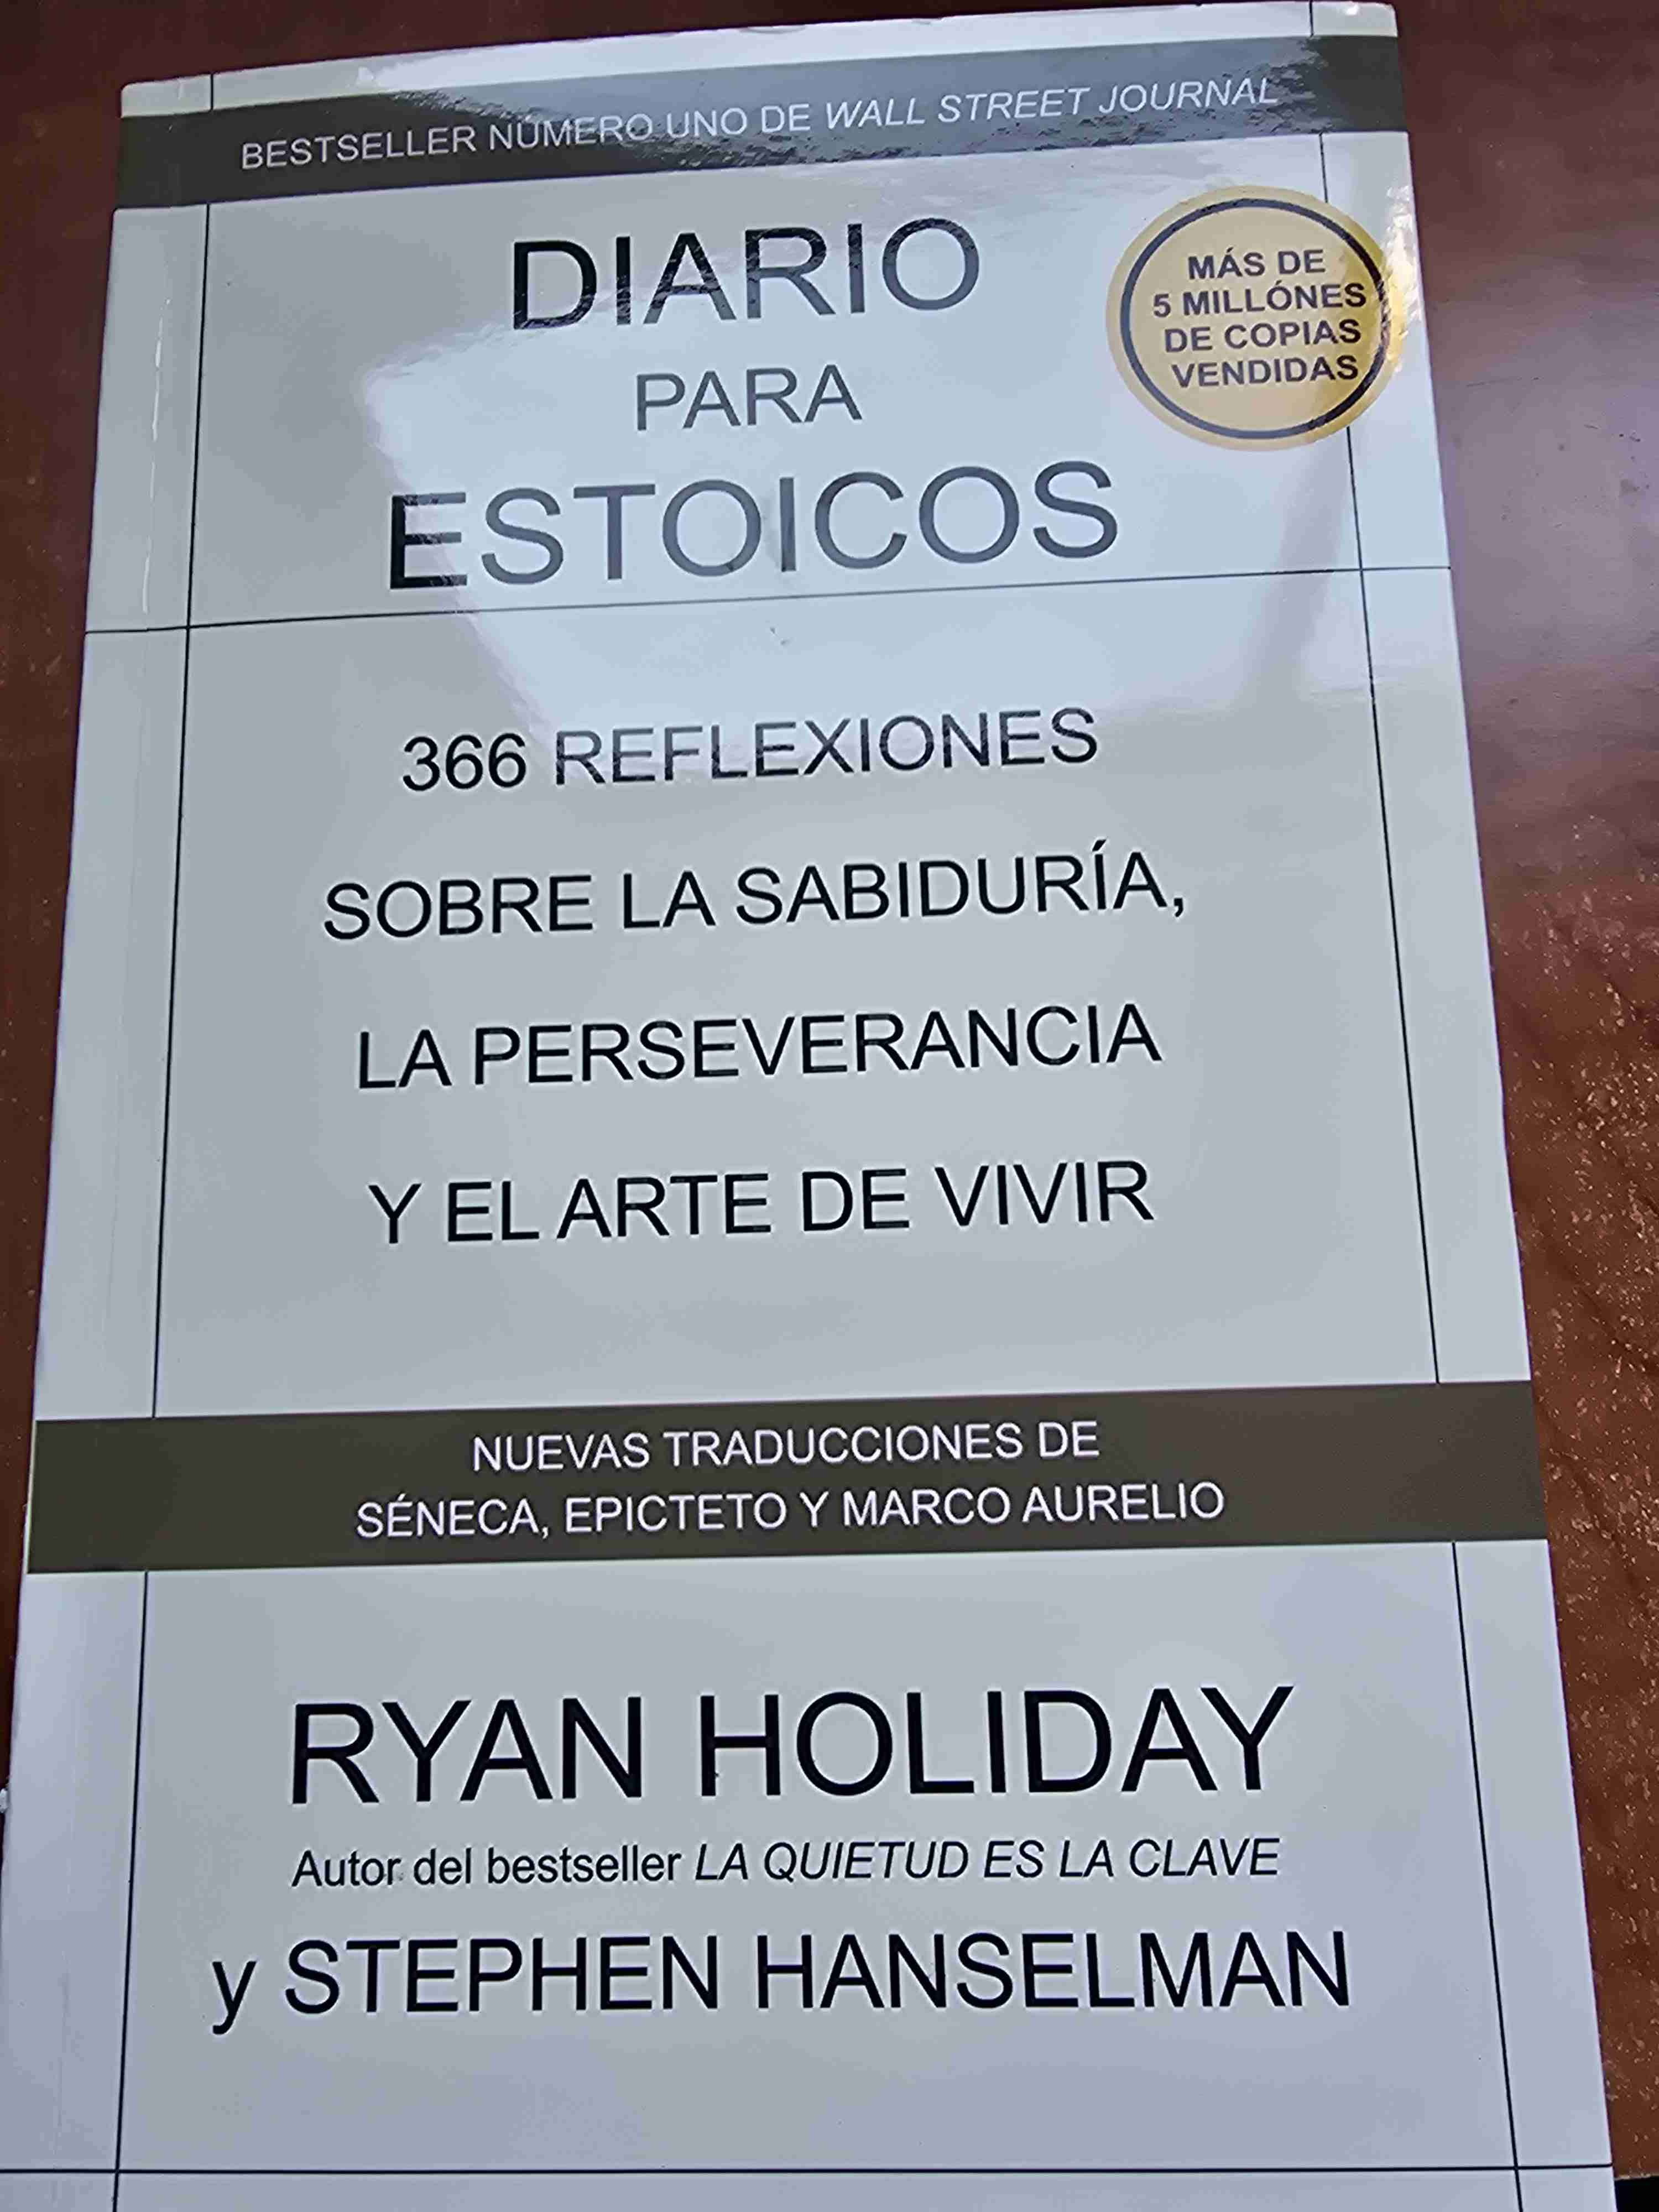 BESTSELLER NÚMERO UNO DE WALL STREET JOURNAL
DIARIO
PARA
ESTOICOS
MÁS DE
5 MILLÓNES
DE COPIAS
VENDIDAS
366 REFLEXIONES
SOBRE LA SABIDURÍA,
LA PERSEVERANCIA
Y EL ARTE DE VIVIR
NUEVAS TRADUCCIONES DE
SÉNECA, EPICTETO Y MARCO AURELIO
RYAN HOLIDAY
Autor del bestseller LA QUIETUD ES LA CLAVE
y STEPHEN HANSELMAN